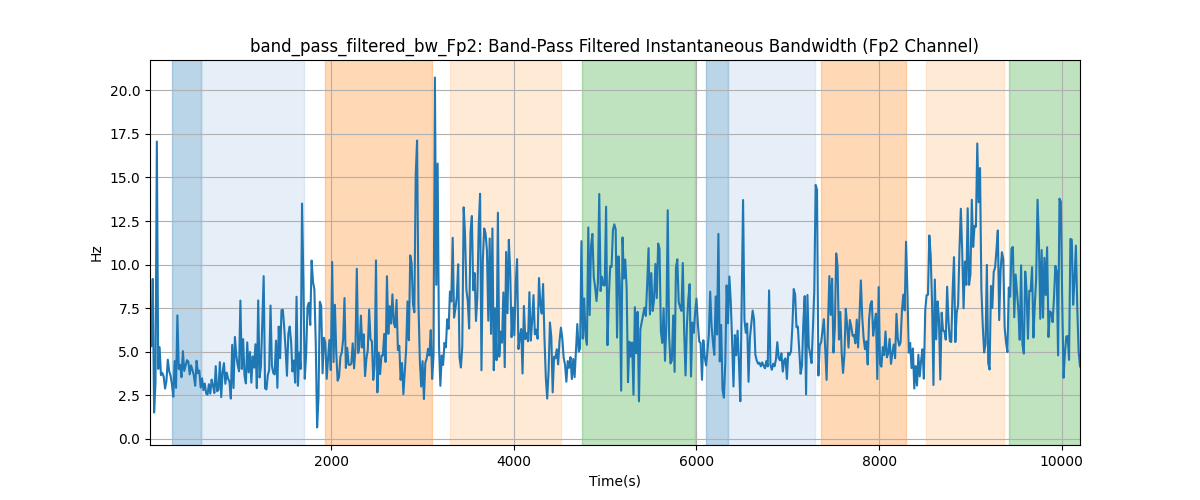 band_pass_filtered_bw_Fp2: Band-Pass Filtered Instantaneous Bandwidth (Fp2 Channel)
20.0
17.5
15.0
12.5
10.0
7.5
5.0
2.5
0.0
Hz
2000 4000 6000 8000 10000
Time(s)